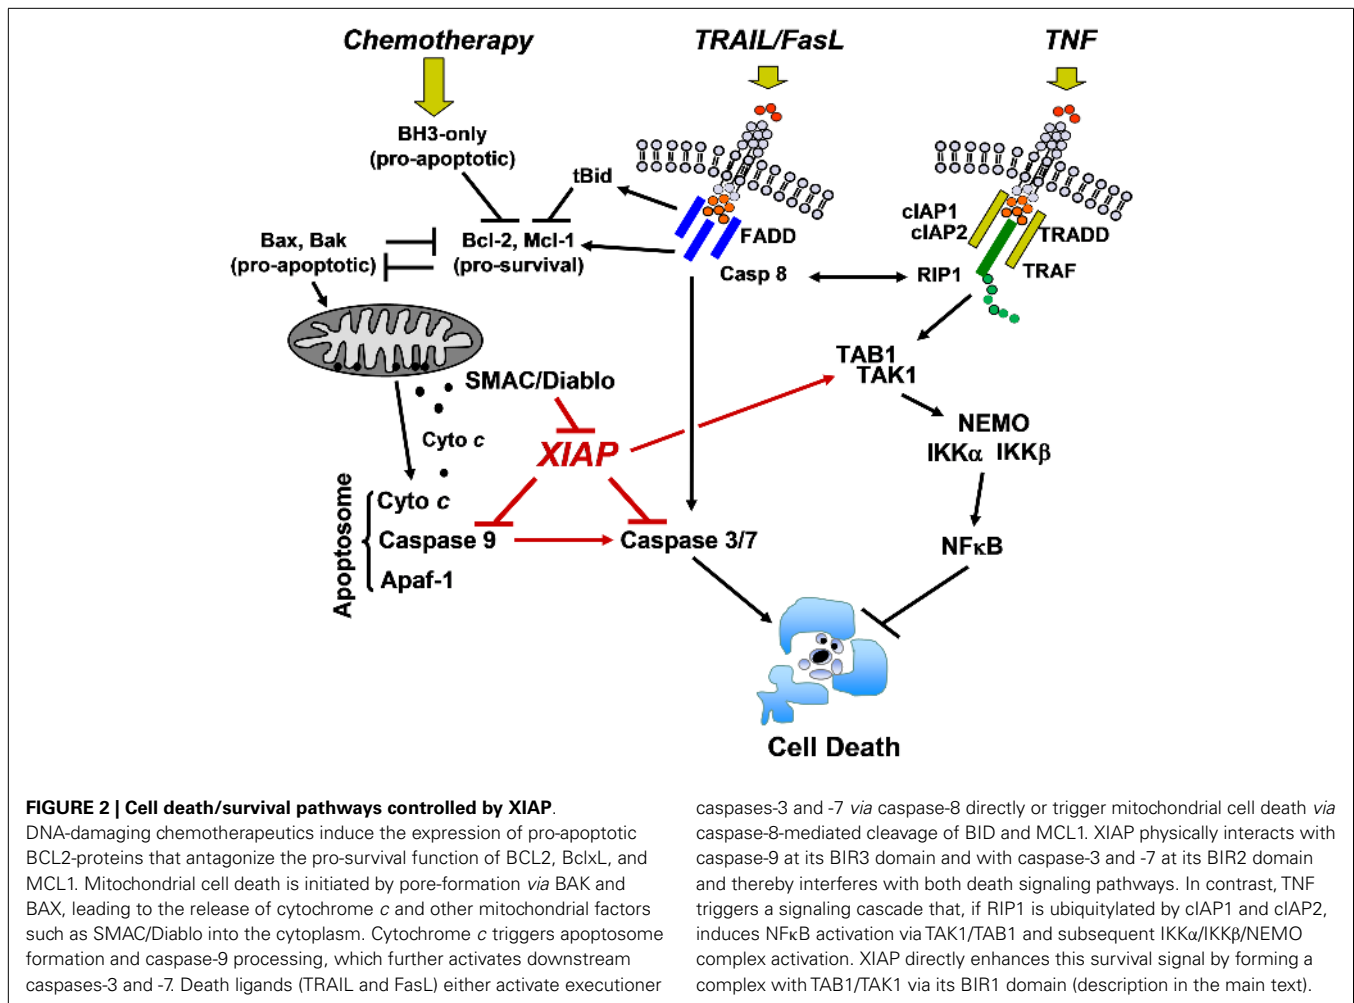 Chemotherapy
TRAIL/FasL
TNF
BH3-only
(pro-apoptotic)
tBid
cIAP1
cIAP2
FADD
TRADD
Bax, Bak
(pro-apoptotic)
Bcl-2, Mcl-1
(pro-survival)
Casp 8
RIP1
TRAF
TAB1
TAK1
SMAC/Diablo
Cyto c
XIAP
NEMO
IKKα IKKβ
Apoptosome
Cyto c
Caspase 9
Apaf-1
Caspase 3/7
NFκB
Cell Death
FIGURE 2 | Cell death/survival pathways controlled by XIAP.
DNA-damaging chemotherapeutics induce the expression of pro-apoptotic
BCL2-proteins that antagonize the pro-survival function of BCL2, BclxL, and
MCL1. Mitochondrial cell death is initiated by pore-formation via BAK and
BAX, leading to the release of cytochrome c and other mitochondrial factors
such as SMAC/Diablo into the cytoplasm. Cytochrome c triggers apoptosome
formation and caspase-9 processing, which further activates downstream
caspases-3 and -7. Death ligands (TRAIL and FasL) either activate executioner
caspases-3 and -7 via caspase-8 directly or trigger mitochondrial cell death via
caspase-8-mediated cleavage of BID and MCL1. XIAP physically interacts with
caspase-9 at its BIR3 domain and with caspase-3 and -7 at its BIR2 domain
and thereby interferes with both death signaling pathways. In contrast, TNF
triggers a signaling cascade that, if RIP1 is ubiquitylated by cIAP1 and cIAP2,
induces NFκB activation via TAK1/TAB1 and subsequent IKKα/IKKβ/NEMO
complex activation. XIAP directly enhances this survival signal by forming a
complex with TAB1/TAK1 via its BIR1 domain (description in the main text).